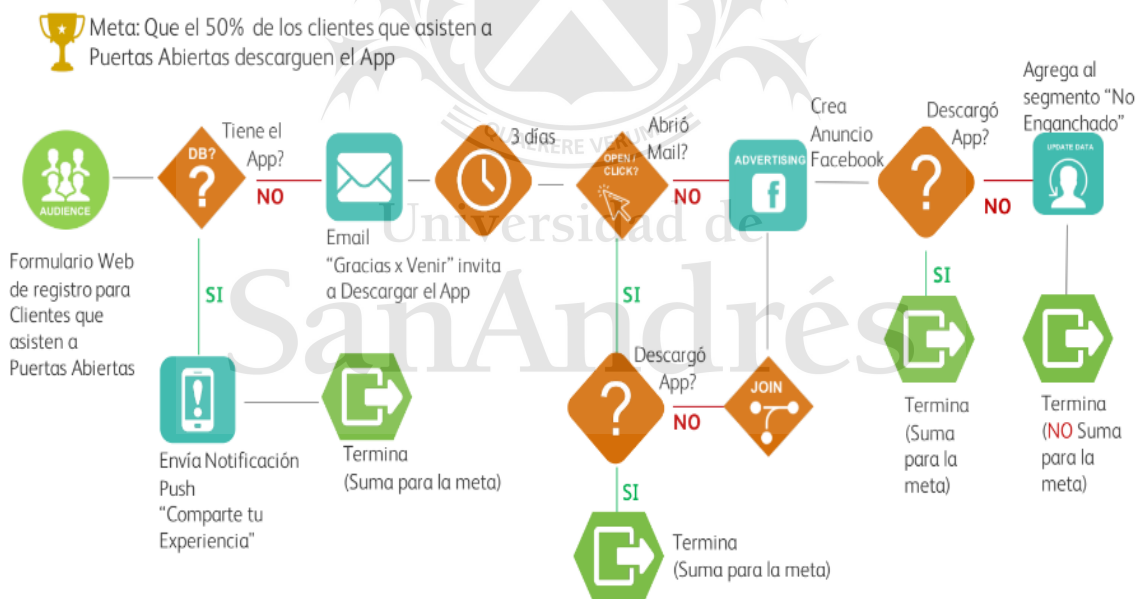 Meta: Que el 50% de los clientes que asisten a
Puertas Abiertas descarguen el App
QUAERERE VERUM
Universidad de
SanAndrés
AUDIENCE
Formulario Web
de registro para
Clientes que
asisten a
Puertas Abiertas
DB?
?
Tiene el
App?
NO
SI
Envía Notificación
Push
“Comparte tu
Experiencia”
Termina
(Suma para la meta)
Email
“Gracias x Venir” invita
a Descargar el App
3 días
OPEN /
CLICK?
Abrió
Mail?
NO
SI
?
Descargó
App?
NO
SI
Termina
(Suma para la meta)
JOIN
ADVERTISING
f
Crea
Anuncio
Facebook
?
Descargó
App?
NO
SI
Termina
(Suma
para la
meta)
Agrega al
segmento “No
Enganchado”
UPDATE DATA
Termina
(NO Suma
para la
meta)